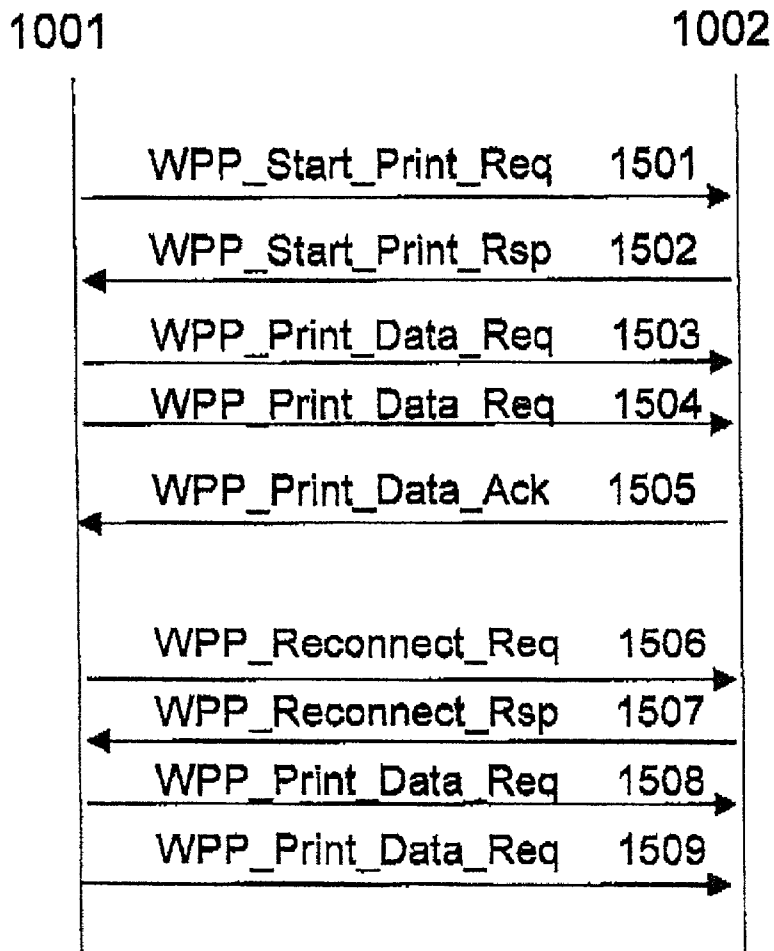 1001 1002
WPP_Start_Print_Req 1501
WPP_Start_Print_Rsp 1502
WPP_Print_Data_Req 1503
WPP_Print_Data_Req 1504
WPP_Print_Data_Ack 1505
WPP_Reconnect_Req 1506
WPP_Reconnect_Rsp 1507
WPP_Print_Data_Req 1508
WPP_Print_Data_Req 1509